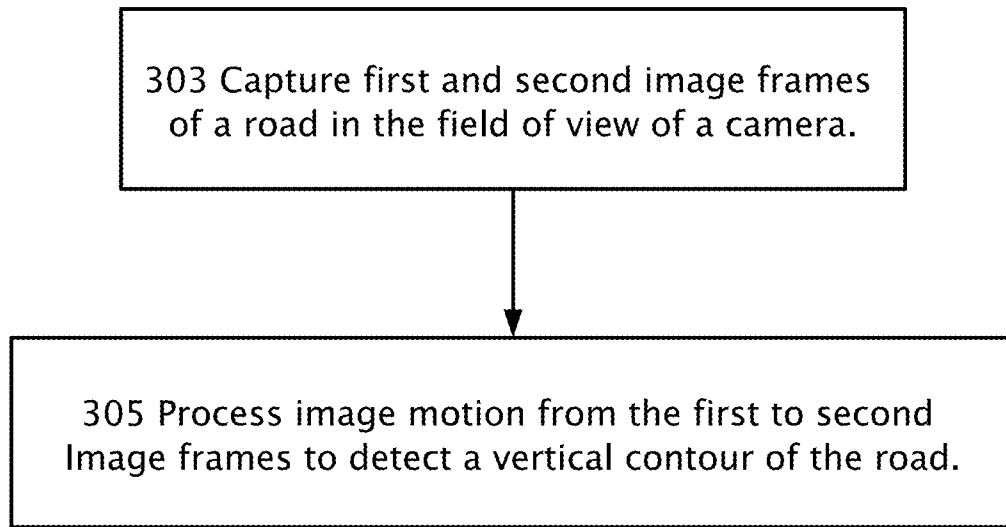 303 Capture first and second image frames
of a road in the field of view of a camera.
305 Process image motion from the first to second
Image frames to detect a vertical contour of the road.